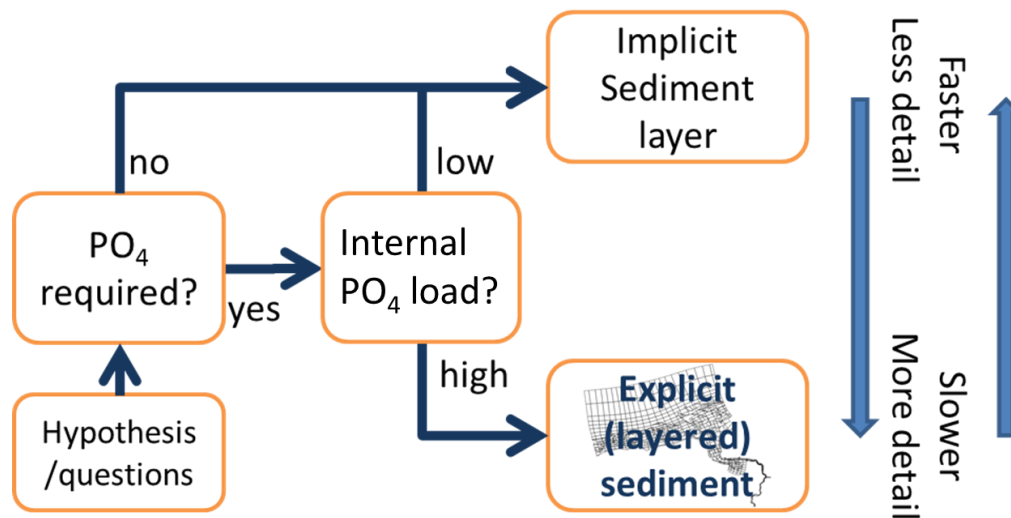 Implicit
Sediment
layer
no
low
PO₄
required?
yes
Internal
PO₄ load?
high
Hypothesis
/questions
Explicit
(layered)
sediment
Less detail
Faster
More detail
Slower